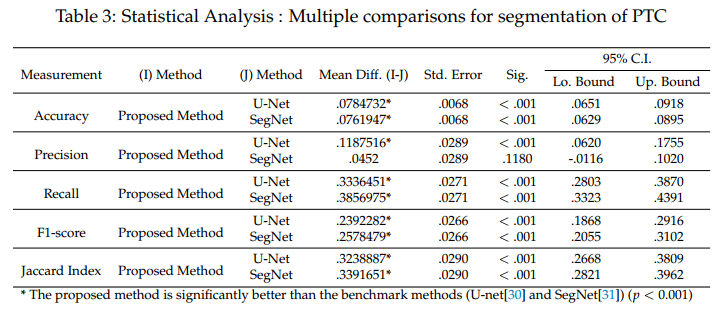 Table 3: Statistical Analysis : Multiple comparisons for segmentation of PTC
Measurement (I) Method (J) Method Mean Diff. (I-J) Std. Error Sig. 95% C.I.
Lo. Bound Up. Bound
Accuracy Proposed Method U-Net .0784732* .0068 < .001 .0651 .0918
SegNet .0761947* .0068 < .001 .0629 .0895
Precision Proposed Method U-Net .1187516* .0289 < .001 .0620 .1755
SegNet .0452 .0289 .1180 -.0116 .1020
Recall Proposed Method U-Net .3336451* .0271 < .001 .2803 .3870
SegNet .3856975* .0271 < .001 .3323 .4391
F1-score Proposed Method U-Net .2392282* .0266 < .001 .1868 .2916
SegNet .2578479* .0266 < .001 .2055 .3102
Jaccard Index Proposed Method U-Net .3238887* .0290 < .001 .2668 .3809
SegNet .3391651* .0290 < .001 .2821 .3962
* The proposed method is significantly better than the benchmark methods (U-net[30] and SegNet[31]) (p < 0.001)